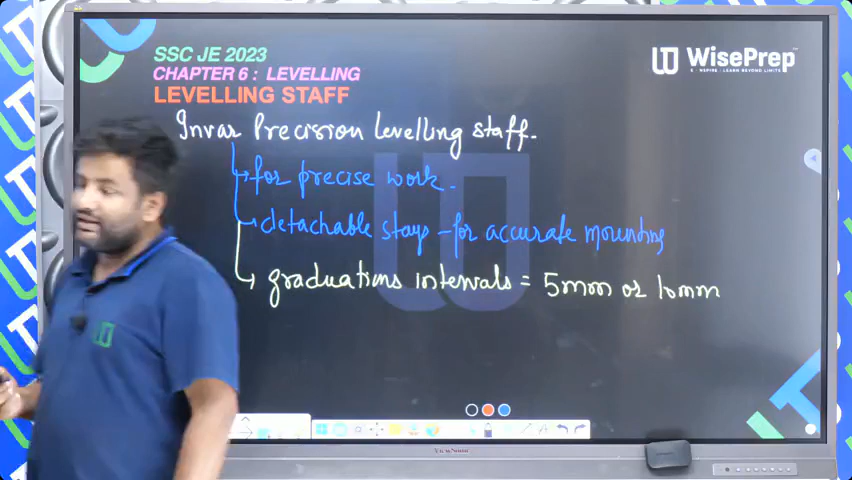 SSC JE 2023
CHAPTER 6 : LEVELLING
LEVELLING STAFF
WisePrep
Invar Precision levelling staff.
for precise work.
detachable stays - for accurate mounting
graduations intervals = 5mm or 10mm
ViewSonic